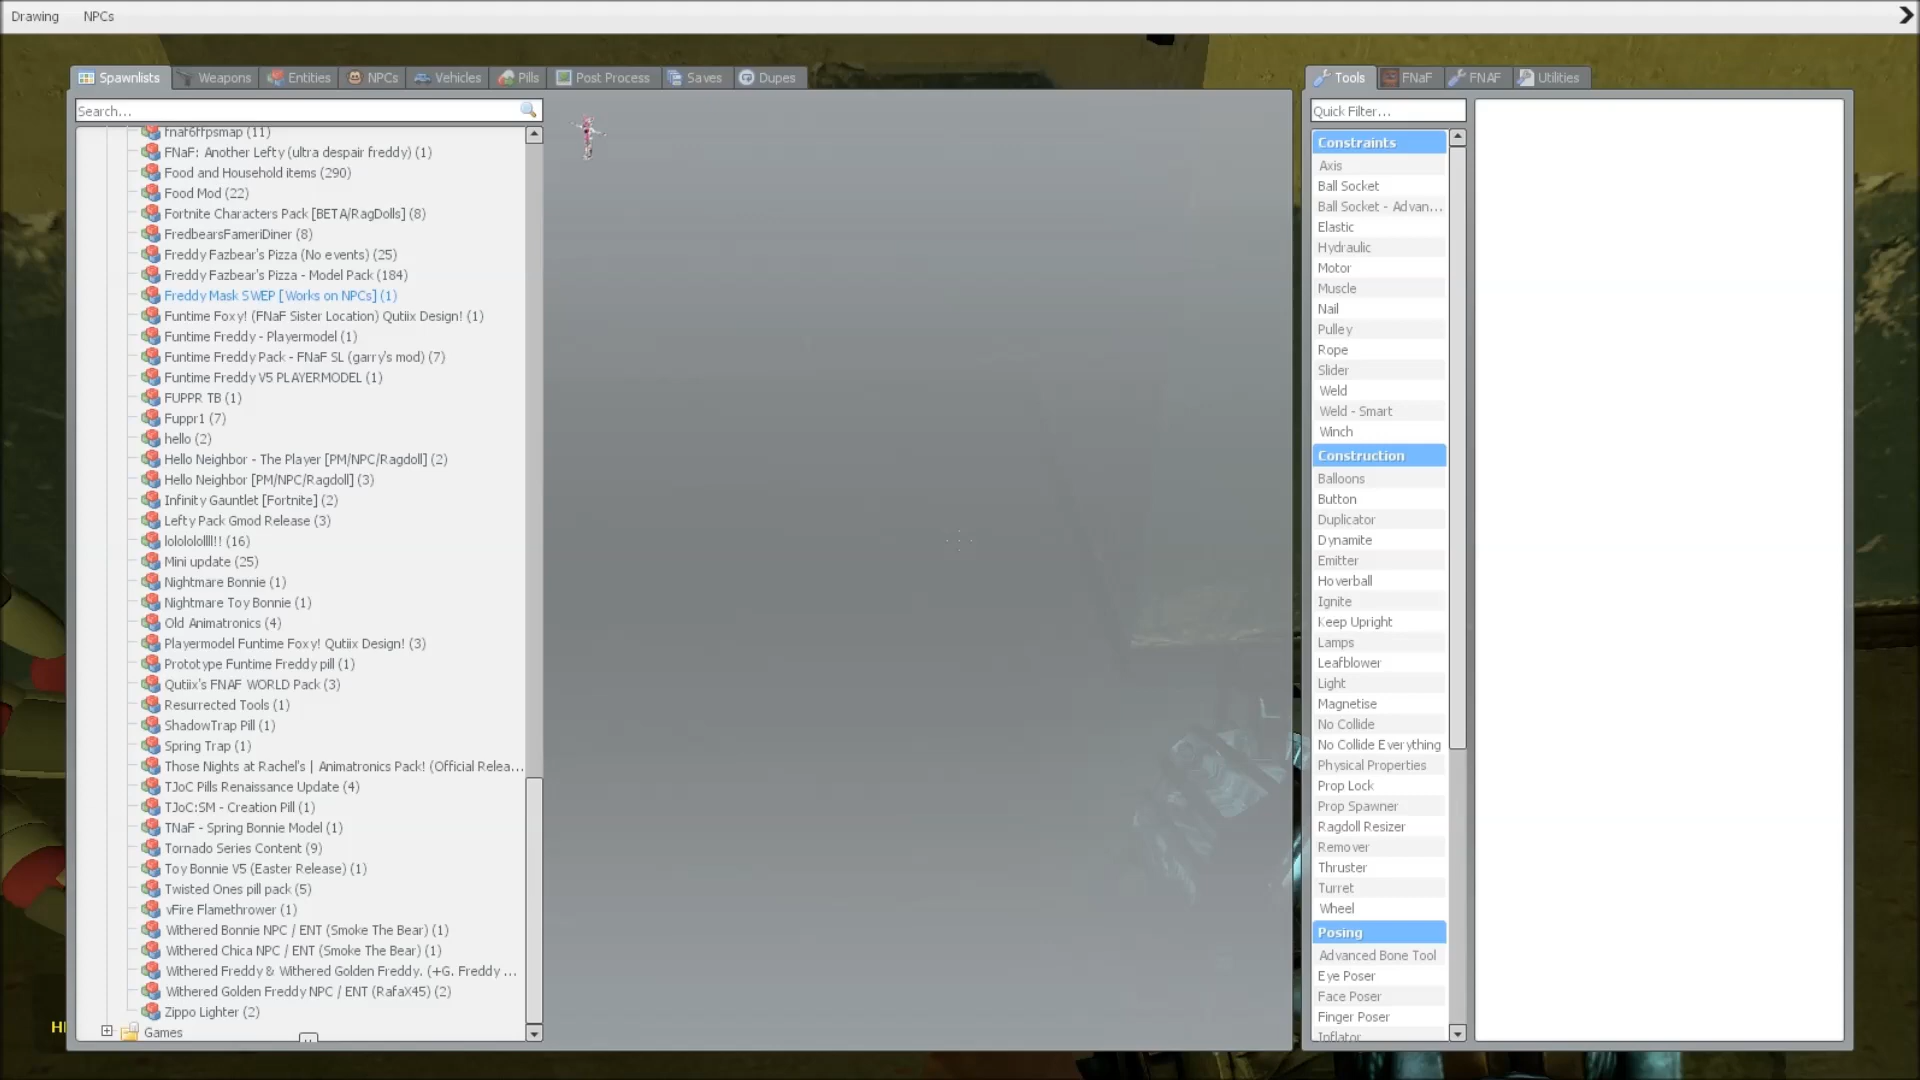 Drawing NPCs
Spawnlists Weapons Entities NPCs Vehicles Pills Post Process Saves Dupes
Search...
fnaf6ffpsmap (11)
FNaF: Another Lefty (ultra despair freddy) (1)
Food and Household items (290)
Food Mod (22)
Fortnite Characters Pack [BETA/RagDolls] (8)
FredbearsFameriDiner (8)
Freddy Fazbear's Pizza (No events) (25)
Freddy Fazbear's Pizza - Model Pack (184)
Freddy Mask SWEP [Works on NPCs] (1)
Funtime Foxy! (FNaF Sister Location) Qutiix Design! (1)
Funtime Freddy - Playermodel (1)
Funtime Freddy Pack - FNaF SL (garry's mod) (7)
Funtime Freddy V5 PLAYERMODEL (1)
FUPPR TB (1)
Fuppr1 (7)
hello (2)
Hello Neighbor - The Player [PM/NPC/Ragdoll] (2)
Hello Neighbor [PM/NPC/Ragdoll] (3)
Infinity Gauntlet [Fortnite] (2)
Lefty Pack Gmod Release (3)
lolololollll!! (16)
Mini update (25)
Nightmare Bonnie (1)
Nightmare Toy Bonnie (1)
Old Animatronics (4)
Playermodel Funtime Foxy! Qutiix Design! (3)
Prototype Funtime Freddy pill (1)
Qutiix's FNAF WORLD Pack (3)
Resurrected Tools (1)
ShadowTrap Pill (1)
Spring Trap (1)
Those Nights at Rachel's | Animatronics Pack! (Official Relea...
TJoC Pills Renaissance Update (4)
TJoC:SM - Creation Pill (1)
TNaF - Spring Bonnie Model (1)
Tornado Series Content (9)
Toy Bonnie V5 (Easter Release) (1)
Twisted Ones pill pack (5)
vFire Flamethrower (1)
Withered Bonnie NPC / ENT (Smoke The Bear) (1)
Withered Chica NPC / ENT (Smoke The Bear) (1)
Withered Freddy & Withered Golden Freddy. (+G. Freddy ...
Withered Golden Freddy NPC / ENT (RafaX45) (2)
Zippo Lighter (2)
Games
Tools FNaF FNAF Utilities
Quick Filter...
Constraints
Axis
Ball Socket
Ball Socket - Advan...
Elastic
Hydraulic
Motor
Muscle
Nail
Pulley
Rope
Slider
Weld
Weld - Smart
Winch
Construction
Balloons
Button
Duplicator
Dynamite
Emitter
Hoverball
Ignite
Keep Upright
Lamps
Leafblower
Light
Magnetise
No Collide
No Collide Everything
Physical Properties
Prop Lock
Prop Spawner
Ragdoll Resizer
Remover
Thruster
Turret
Wheel
Posing
Advanced Bone Tool
Eye Poser
Face Poser
Finger Poser
Inflator